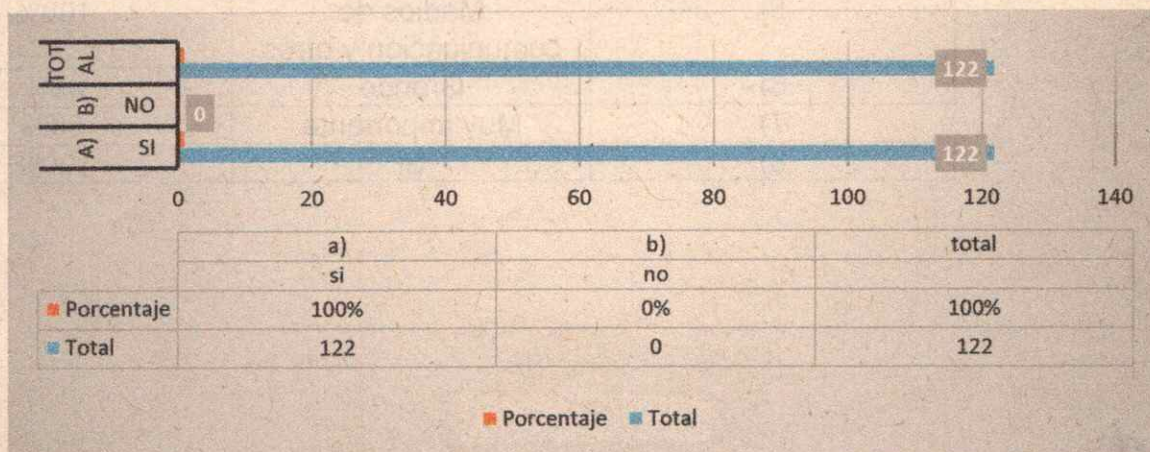 TOT
AL
122
B) NO
0
A) SI
122
0 20 40 60 80 100 120 140
a) b) total
si no
Porcentaje 100% 0% 100%
Total 122 0 122
Porcentaje Total